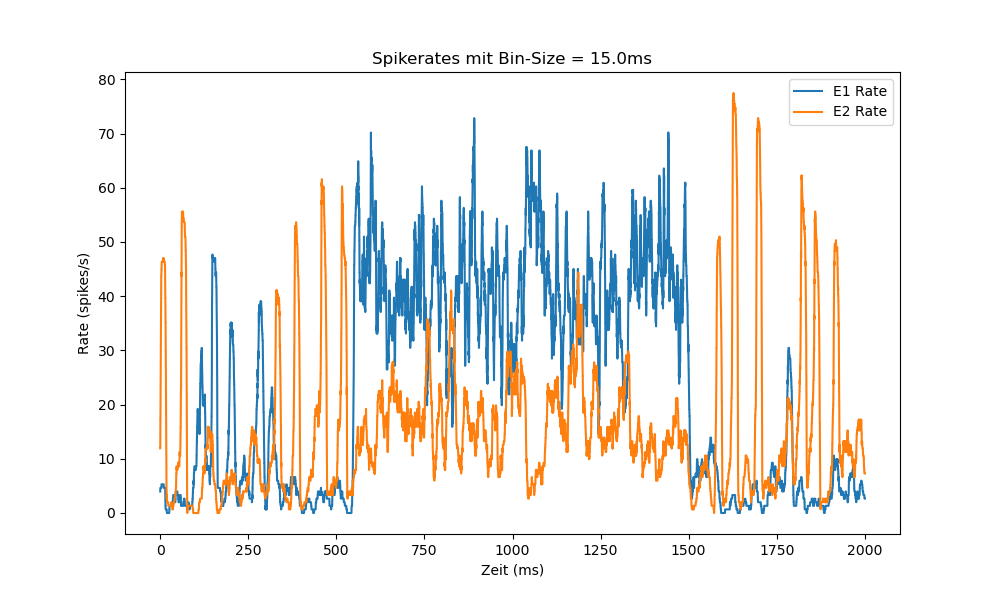 Spikerates mit Bin-Size = 15.0ms
E1 Rate
E2 Rate
Rate (spikes/s)
80
70
60
50
40
30
20
10
0
0 250 500 750 1000 1250 1500 1750 2000
Zeit (ms)